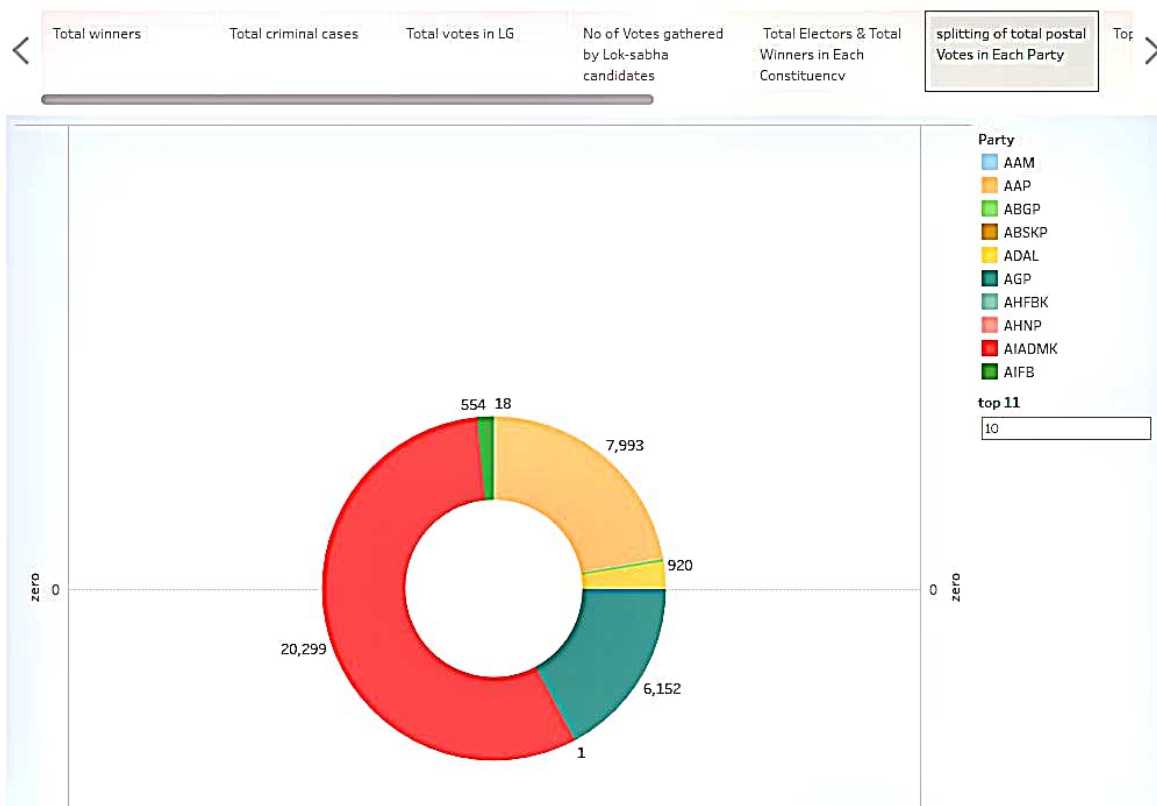 Total winners
Total criminal cases
Total votes in LG
No of Votes gathered
by Lok-sabha
candidates
Total Electors & Total
Winners in Each
Constituency
splitting of total postal
Votes in Each Party
Top
Party
AAM
AAP
ABGP
ABSKP
ADAL
AGP
AHFBK
AHNP
AIADMK
AIFB
top 11
10
554
18
7,993
920
zero
0
0
zero
20,299
6,152
1